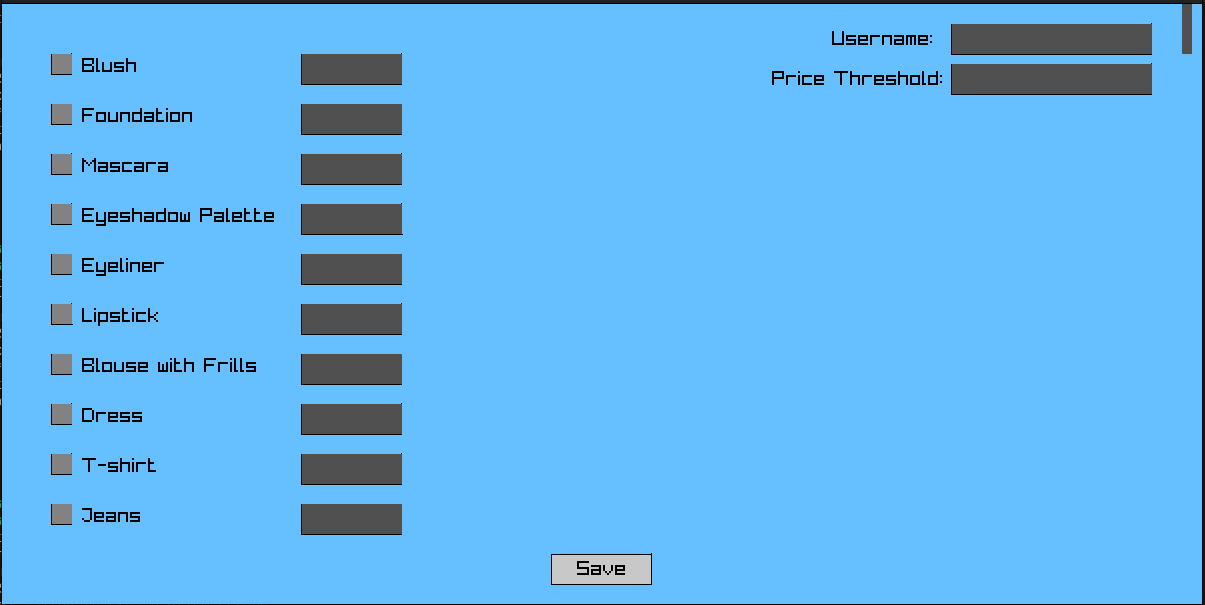 Username:
Price Threshold:
Blush
Foundation
Mascara
Eyeshadow Palette
Eyeliner
Lipstick
Blouse with Frills
Dress
T-shirt
Jeans
Save